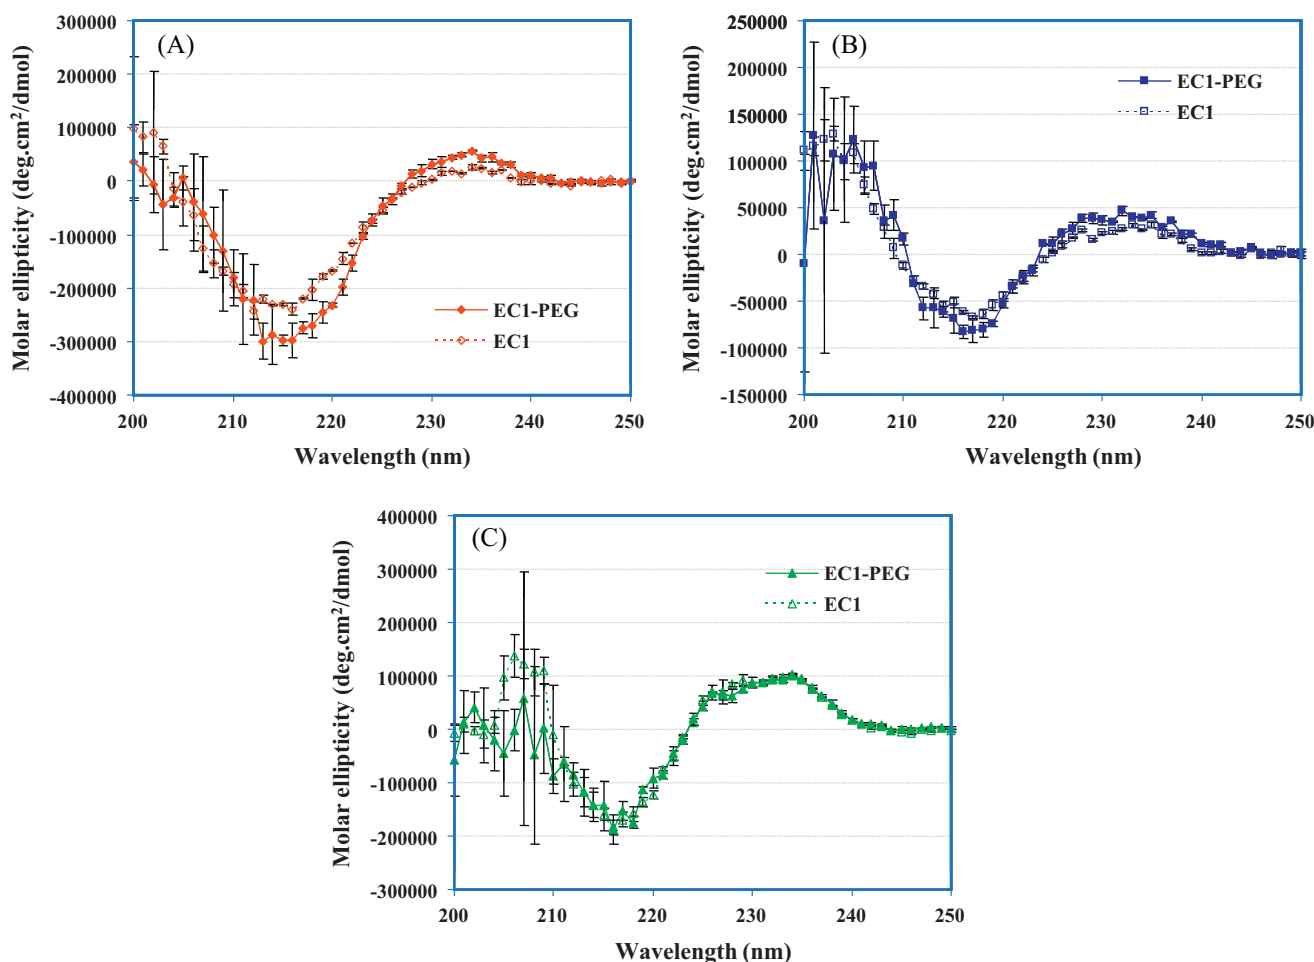 (A)
Molar ellipticity (deg.cm²/dmol)
300000
200000
100000
0
-100000
-200000
-300000
-400000
EC1-PEG
EC1
200
210
220
230
240
250
Wavelength (nm)
(B)
Molar ellipticity (deg.cm²/dmol)
250000
200000
150000
100000
50000
0
-50000
-100000
-150000
EC1-PEG
EC1
200
210
220
230
240
250
Wavelength (nm)
(C)
Molar ellipticity (deg.cm²/dmol)
400000
300000
200000
100000
0
-100000
-200000
-300000
EC1-PEG
EC1
200
210
220
230
240
250
Wavelength (nm)